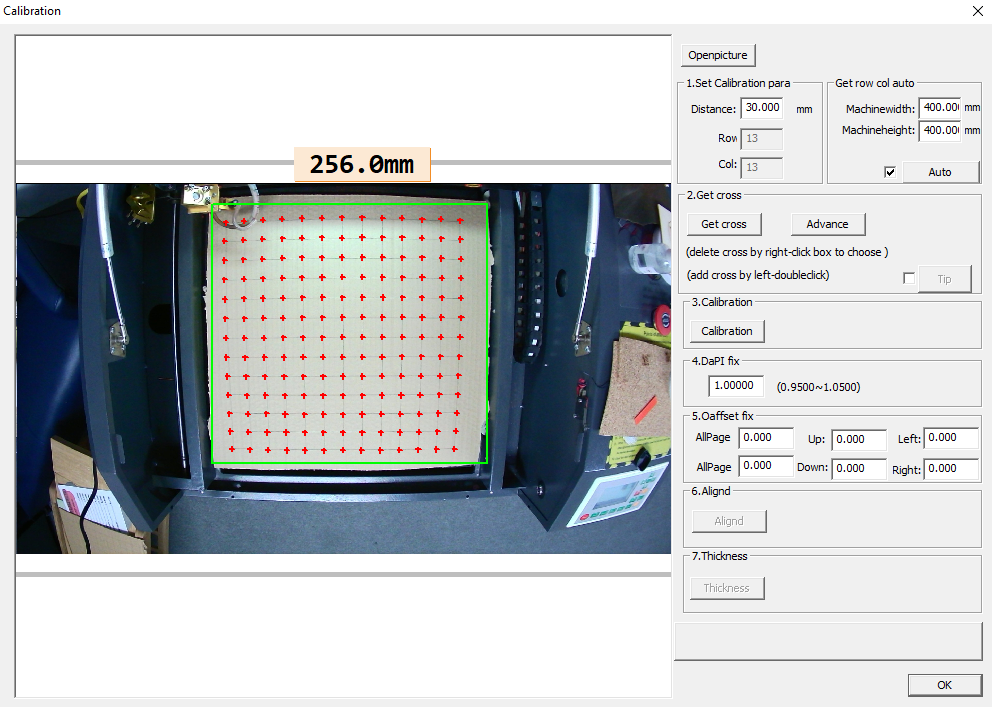 Calibration
256.0mm
Openpicture
1.Set Calibration para
Distance: 30.000 mm
Row 13
Col: 13
Get row col auto
Machinewidth: 400.00 mm
Machineheight: 400.00 mm
Auto
2.Get cross
Get cross Advance
(delete cross by right-click box to choose )
(add cross by left-doubleclick) Tip
3.Calibration
Calibration
4.DaPI fix
1.00000 (0.9500~1.0500)
5.Oaffset fix
AllPage 0.000 Up: 0.000 Left: 0.000
AllPage 0.000 Down: 0.000 Right: 0.000
6.Alignd
Alignd
7.Thickness
Thickness
OK